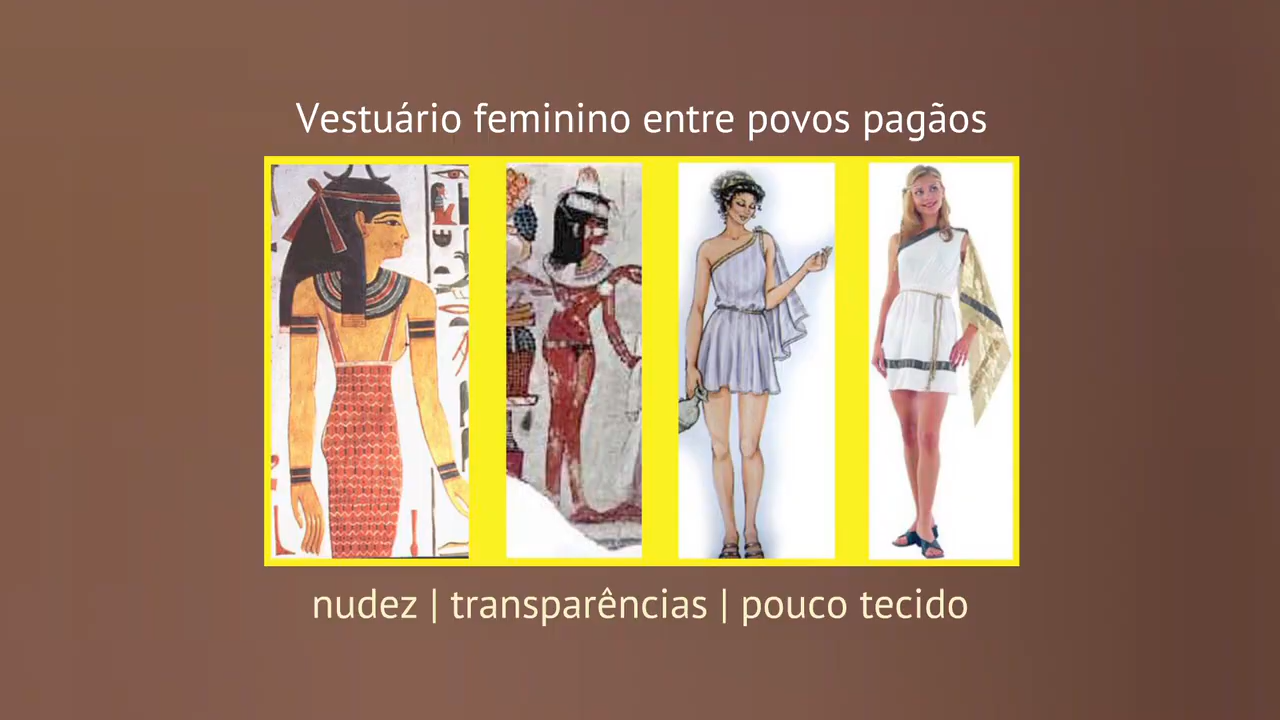 Vestuário feminino entre povos pagãos
nudez | transparências | pouco tecido